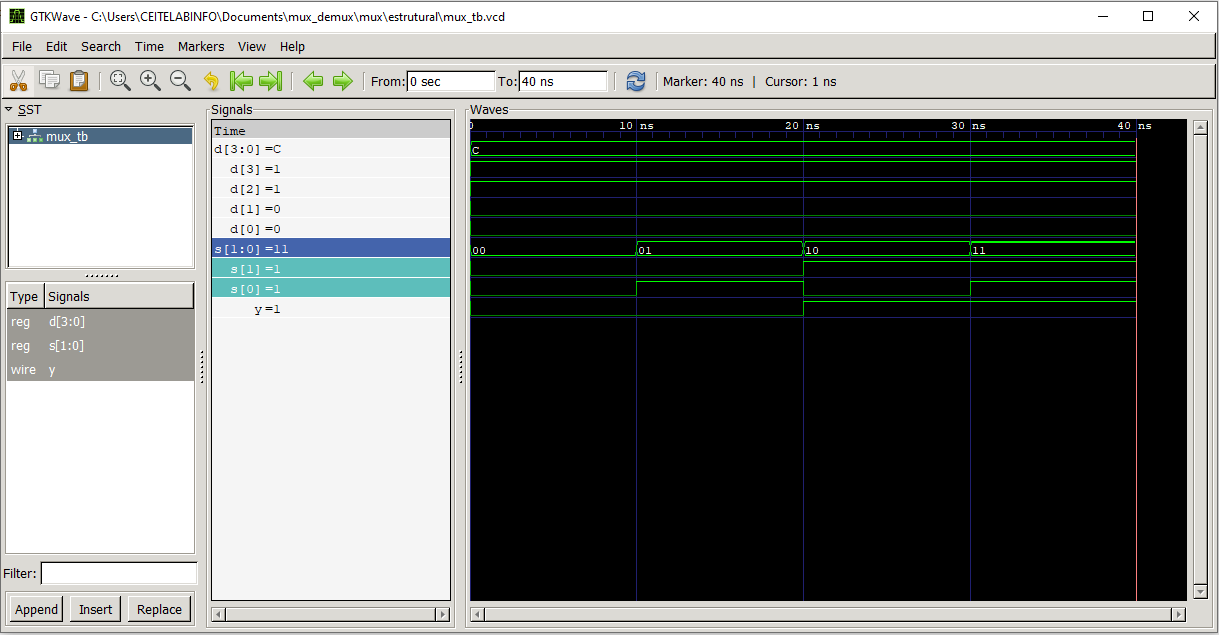 GTKWave - C:\Users\CEITELABINFO\Documents\mux_demux\mux\estrutural\mux_tb.vcd
File Edit Search Time Markers View Help
From: 0 sec To: 40 ns Marker: 40 ns | Cursor: 1 ns
SST
mux_tb
Type Signals
reg d[3:0]
reg s[1:0]
wire y
Filter:
Append Insert Replace
Signals
Time
d[3:0] =C
d[3] =1
d[2] =1
d[1] =0
d[0] =0
s[1:0] =11
s[1] =1
s[0] =1
y =1
Waves
0 10 ns 20 ns 30 ns 40 ns
C
00 01 10 11